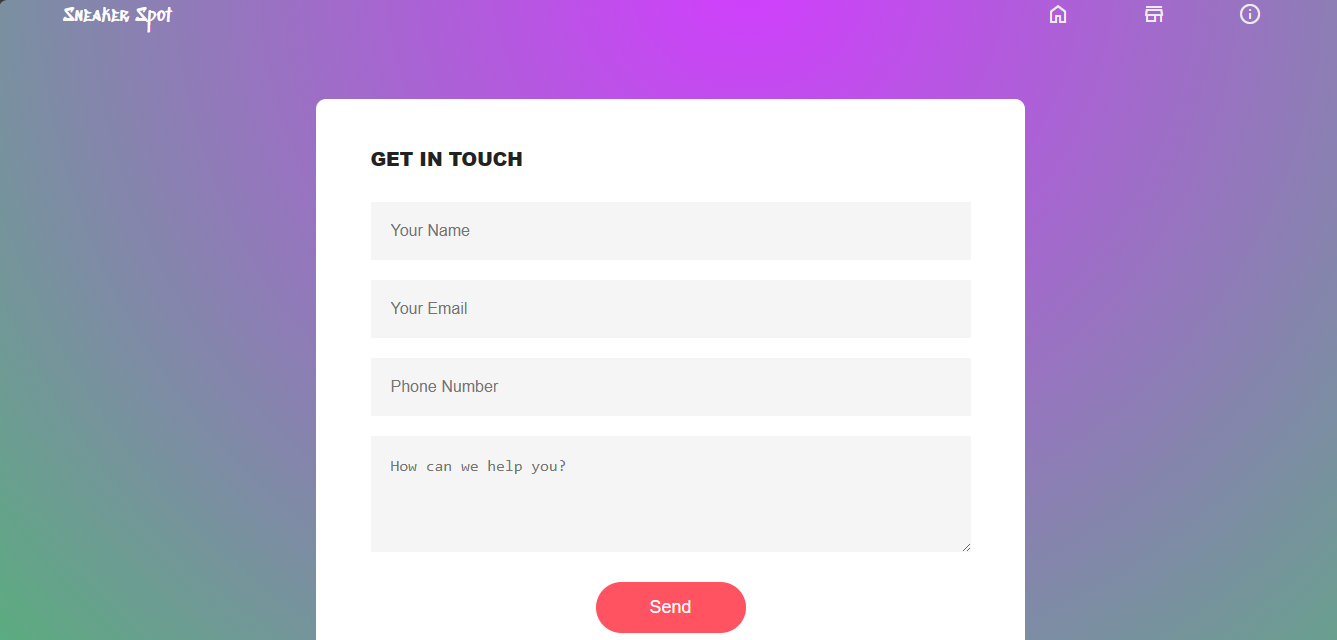 Sneaker Spot
GET IN TOUCH
Your Name
Your Email
Phone Number
How can we help you?
Send